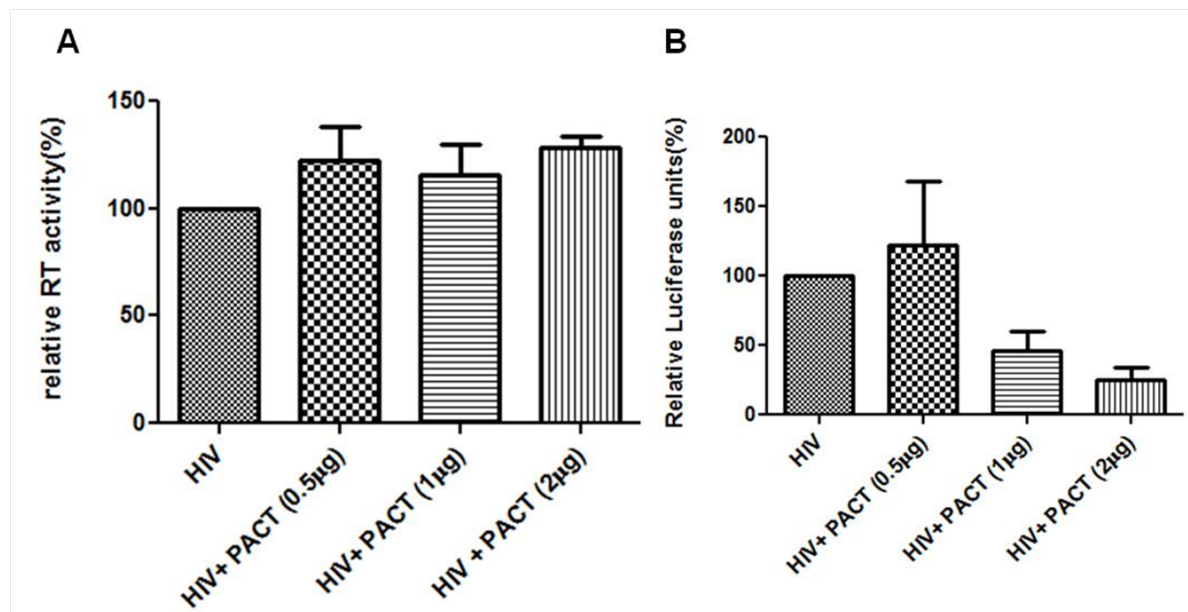 A
relative RT activity(%)
150
100
50
0
HIV
HIV+ PACT (0.5µg)
HIV+ PACT (1µg)
HIV + PACT (2µg)
B
Relative Luciferase units(%)
200
150
100
50
0
HIV
HIV+ PACT (0.5µg)
HIV+ PACT (1µg)
HIV+ PACT (2µg)